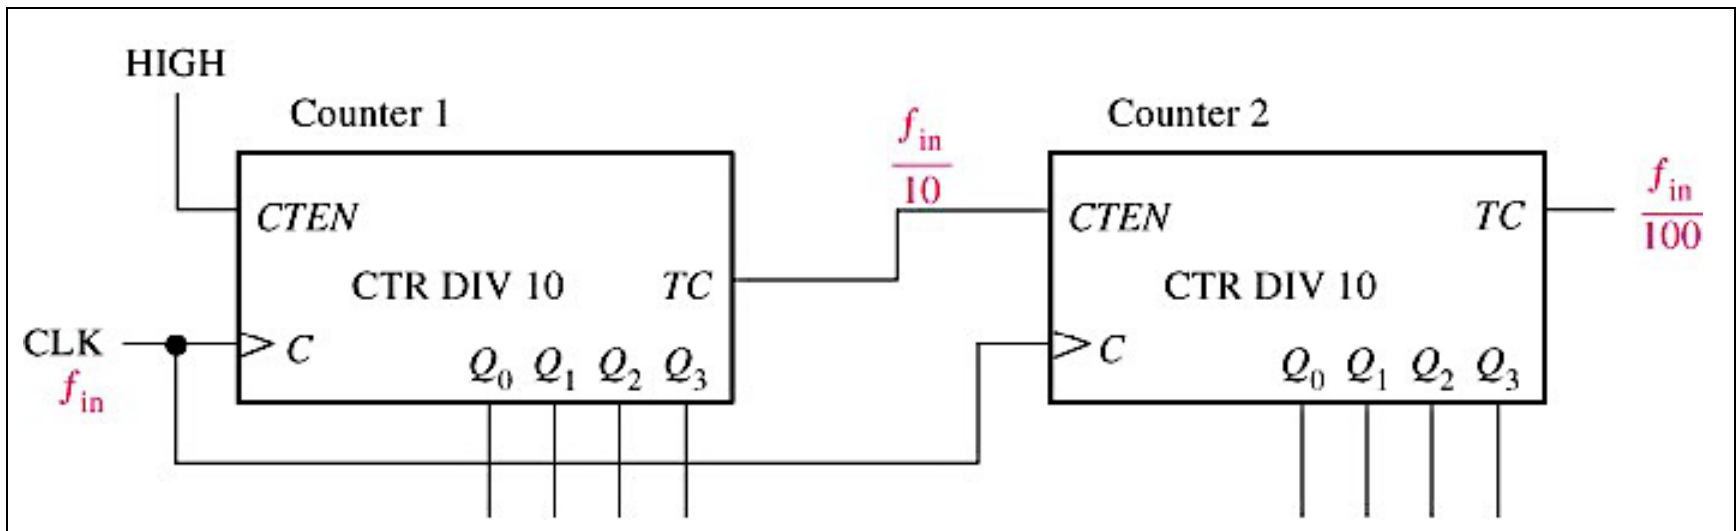 HIGH
Counter 1
Counter 2
f_in/10
f_in/100
CTEN
CTEN
TC
CTR DIV 10
TC
CTR DIV 10
CLK
C
C
f_in
Q0 Q1 Q2 Q3
Q0 Q1 Q2 Q3